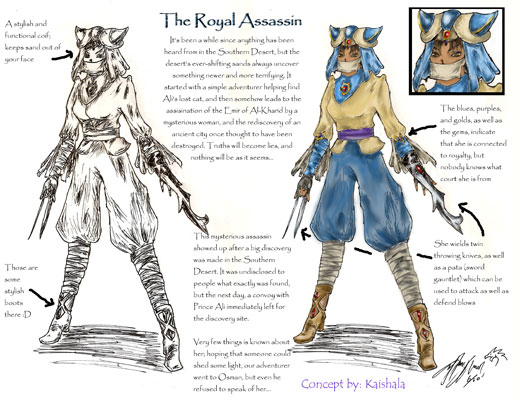 A stylish and
functional coif;
keeps sand out of
your face
The Royal Assassin
It's been a while since anything has been
heard from in the Southern Desert, but the
desert's ever-shifting sands always uncover
something newer and more terrifying. It
started with a simple adventurer helping find
Ali's lost cat, and then somehow leads to the
assassination of the Emir of Al-Kharid by a
mysterious woman, and the rediscovery of an
ancient city once thought to have been
destroyed. Truths will become lies, and
nothing will be as it seems...
The blues, purples,
and golds, as well as
the gems, indicate
that she is connected
to royalty, but
nobody knows what
court she is from
This mysterious assassin
showed up after a big discovery
was made in the Southern
Desert. It was undisclosed to
people what exactly was found,
but the next day, a convoy with
Prince Ali immediately left for
the discovery site.
She wields twin
throwing knives, as well
as a pata (sword
gauntlet) which can be
used to attack as well as
defend blows
Those are
some
stylish
boots
there :D
Very few things is known about
her; hoping that someone could
shed some light, our adventurer
went to Osman, but even he
refused to speak of her...
Concept by: Kaishala